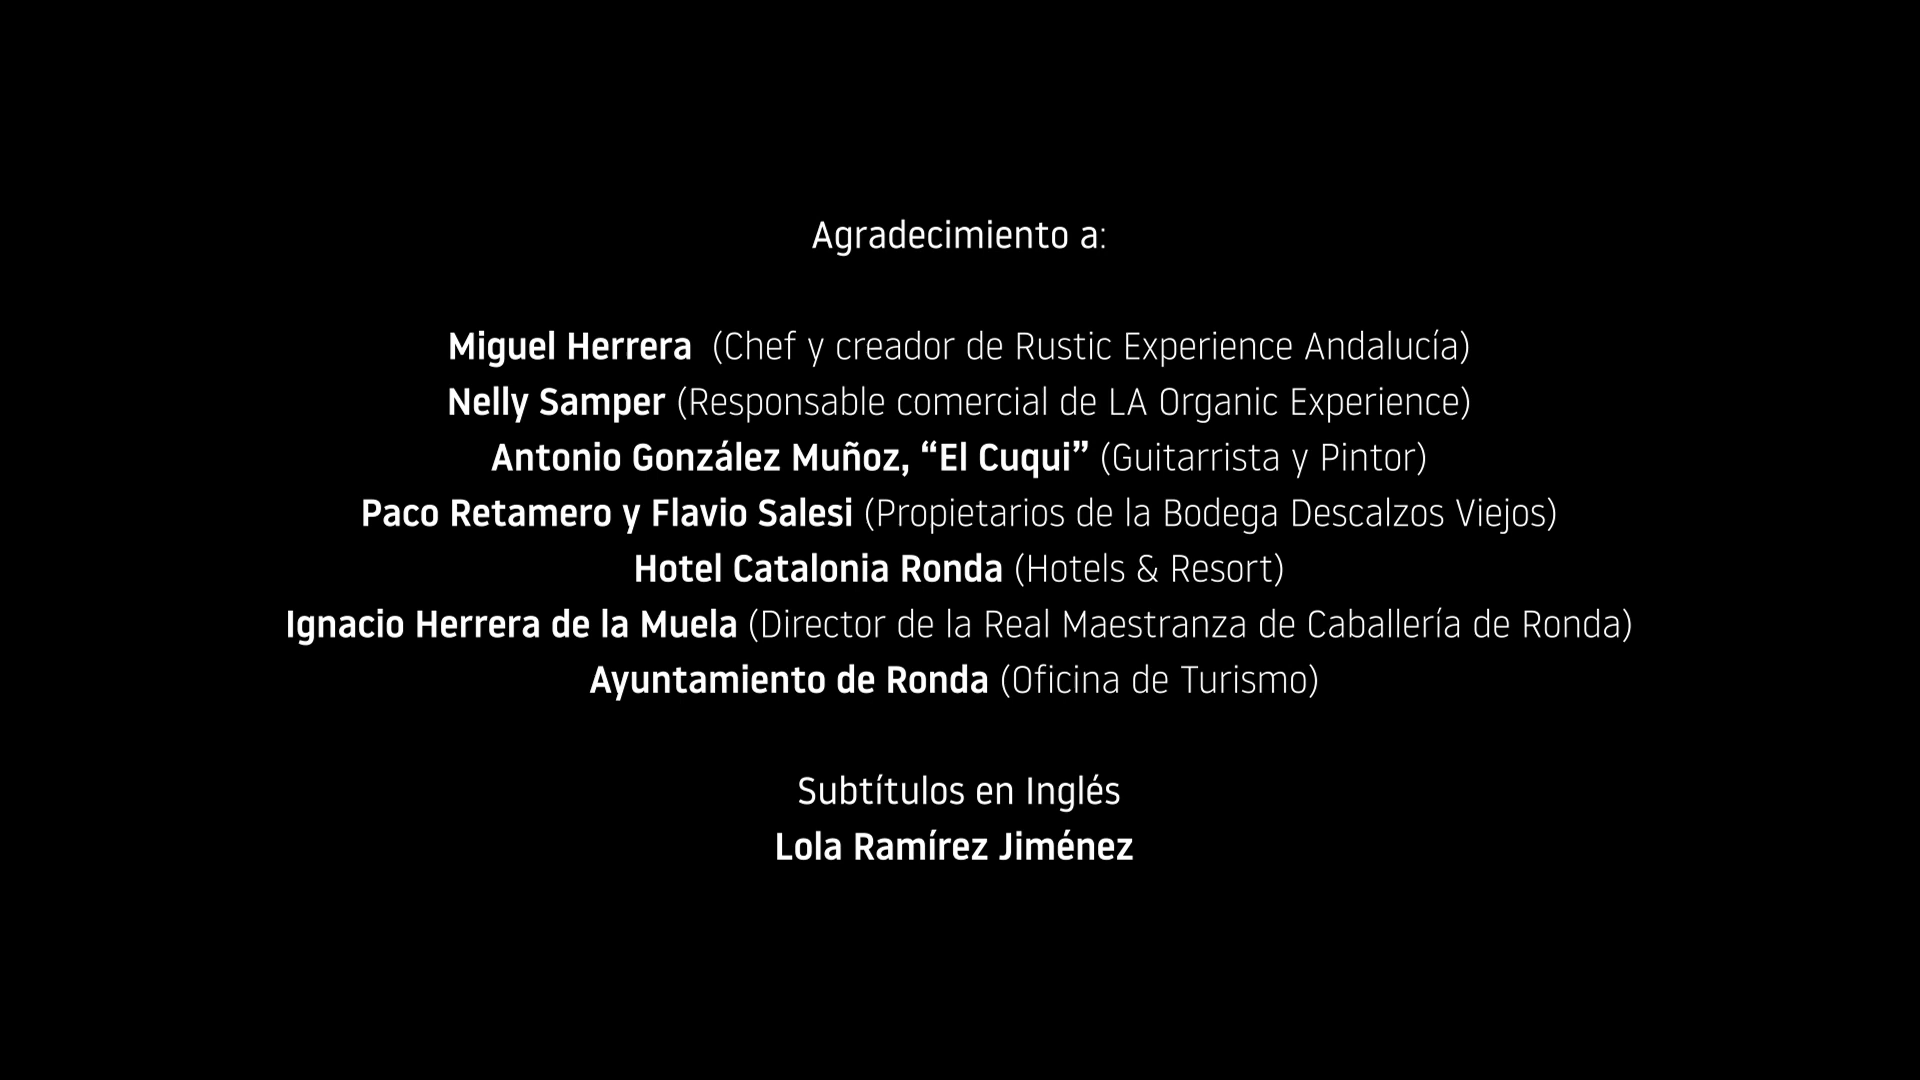 Agradecimiento a:
Miguel Herrera (Chef y creador de Rustic Experience Andalucía)
Nelly Samper (Responsable comercial de LA Organic Experience)
Antonio González Muñoz, “El Cuqui” (Guitarrista y Pintor)
Paco Retamero y Flavio Salesi (Propietarios de la Bodega Descalzos Viejos)
Hotel Catalonia Ronda (Hotels & Resort)
Ignacio Herrera de la Muela (Director de la Real Maestranza de Caballería de Ronda)
Ayuntamiento de Ronda (Oficina de Turismo)
Subtítulos en Inglés
Lola Ramírez Jiménez